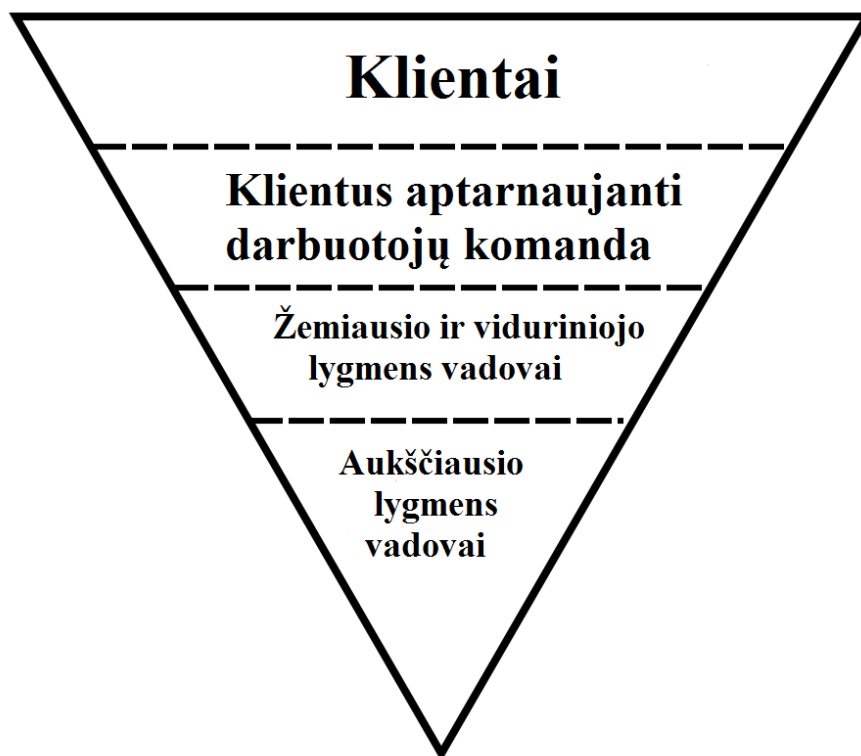 Klientai
Klientus aptarnaujanti
darbuotojų komanda
Žemiausio ir viduriniojo
lygmens vadovai
Aukščiausio
lygmens
vadovai